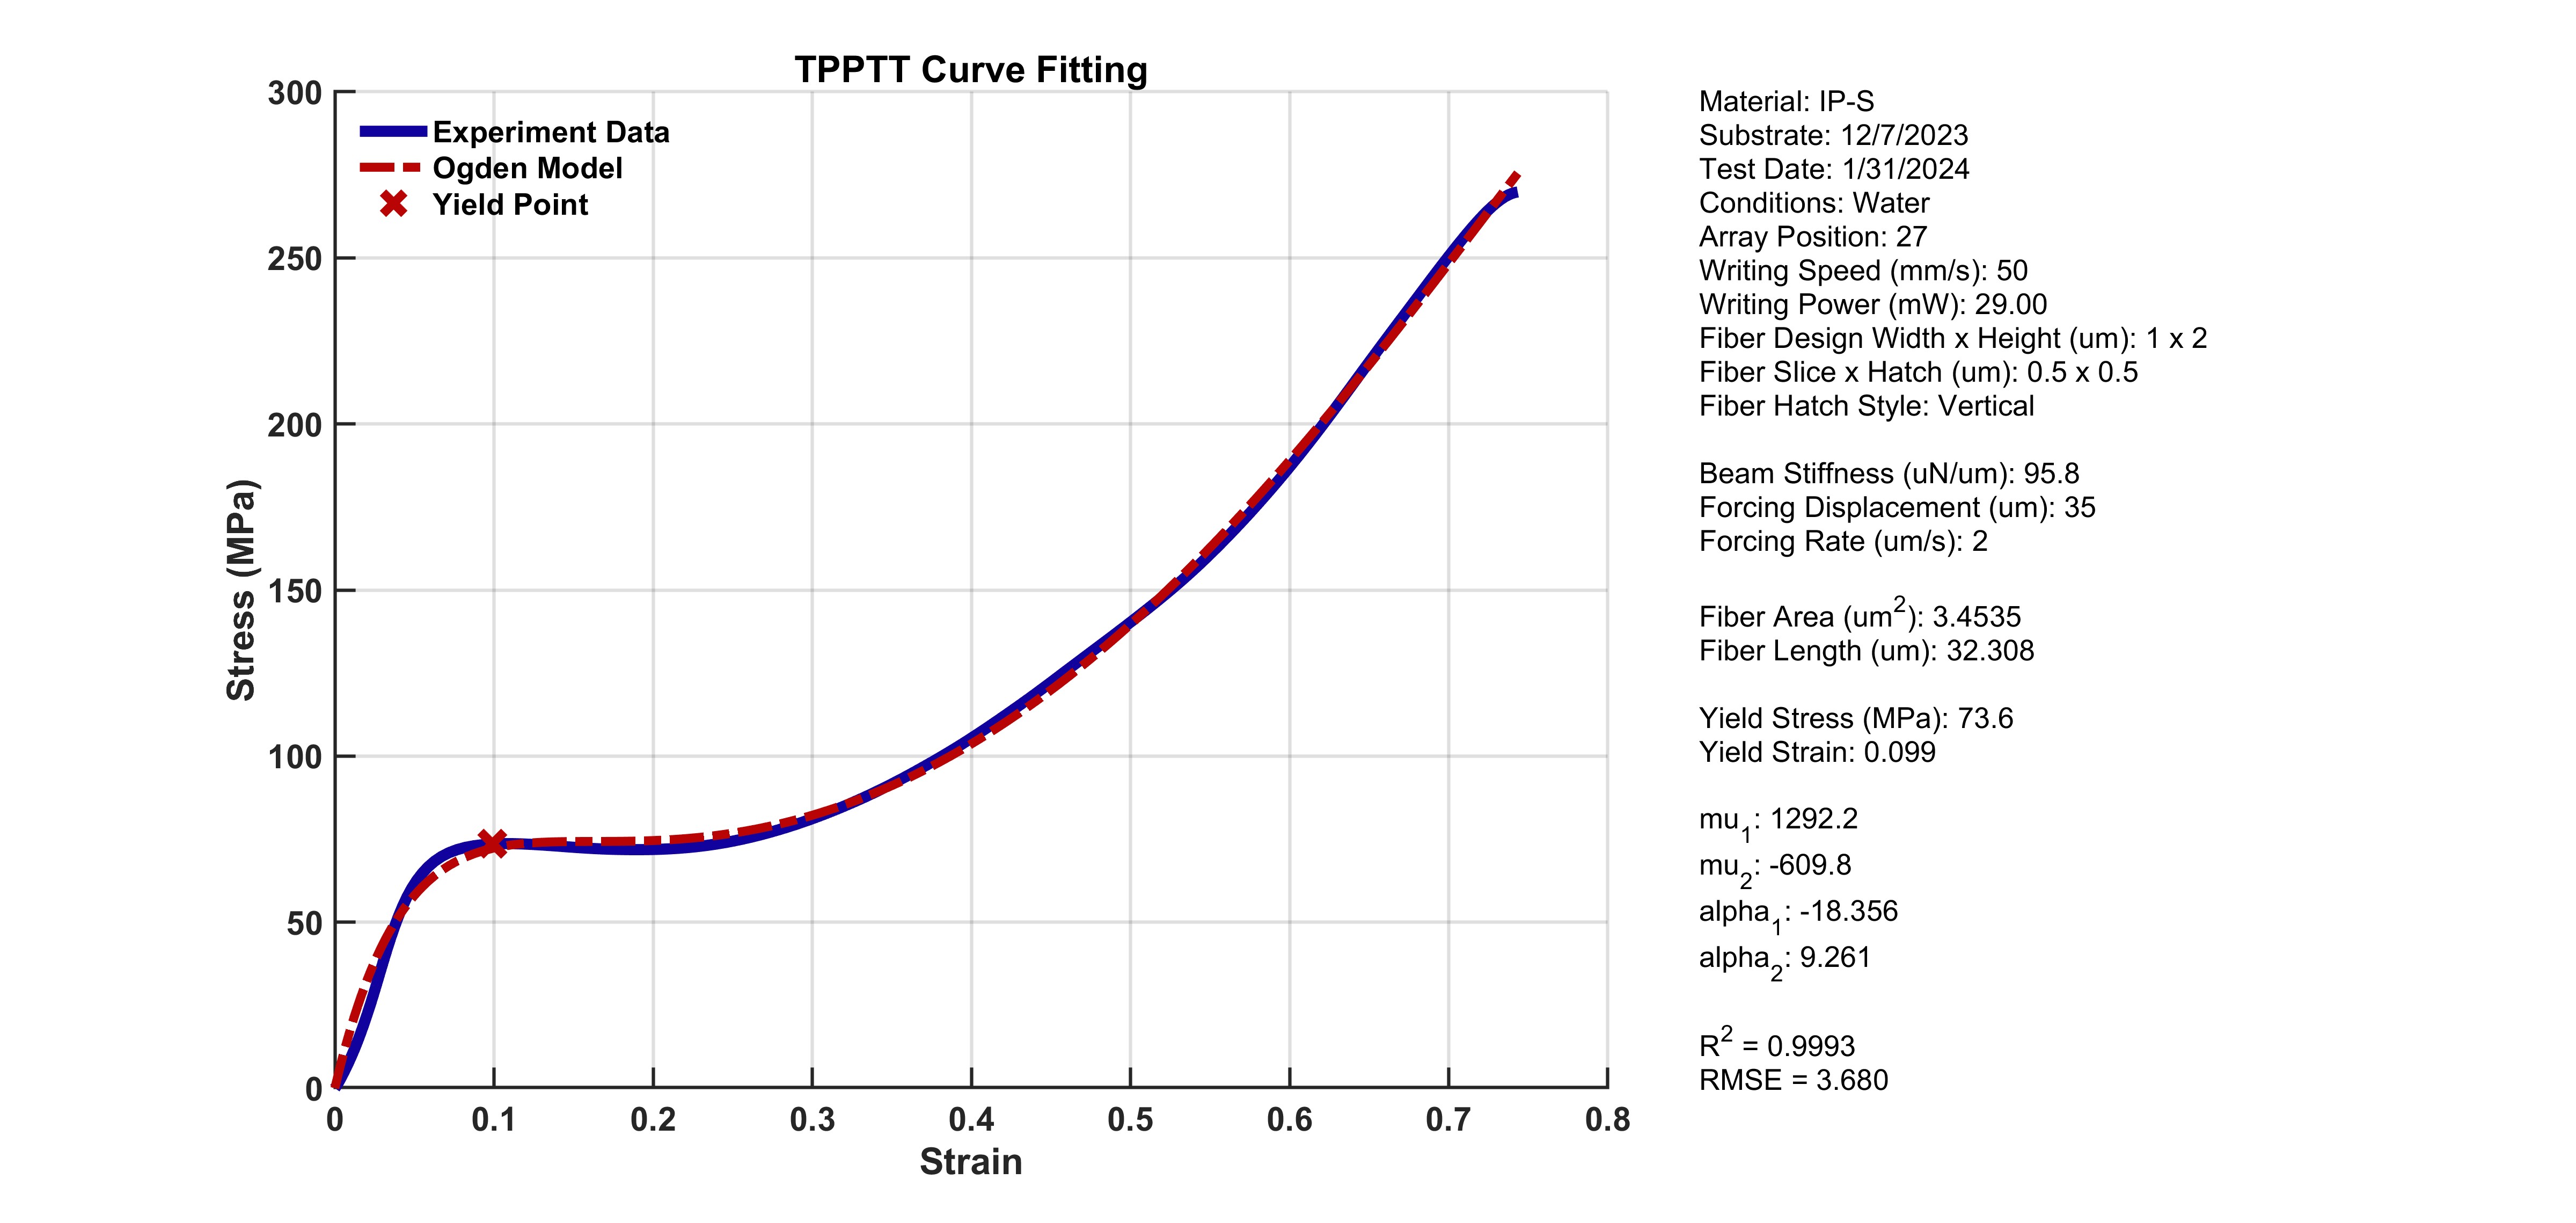 TPPTT Curve Fitting
300
250
200
150
100
50
0
Stress (MPa)
Experiment Data
Ogden Model
Yield Point
0 0.1 0.2 0.3 0.4 0.5 0.6 0.7 0.8
Strain
Material: IP-S
Substrate: 12/7/2023
Test Date: 1/31/2024
Conditions: Water
Array Position: 27
Writing Speed (mm/s): 50
Writing Power (mW): 29.00
Fiber Design Width x Height (um): 1 x 2
Fiber Slice x Hatch (um): 0.5 x 0.5
Fiber Hatch Style: Vertical
Beam Stiffness (uN/um): 95.8
Forcing Displacement (um): 35
Forcing Rate (um/s): 2
Fiber Area (um²): 3.4535
Fiber Length (um): 32.308
Yield Stress (MPa): 73.6
Yield Strain: 0.099
mu₁: 1292.2
mu₂: -609.8
alpha₁: -18.356
alpha₂: 9.261
R² = 0.9993
RMSE = 3.680